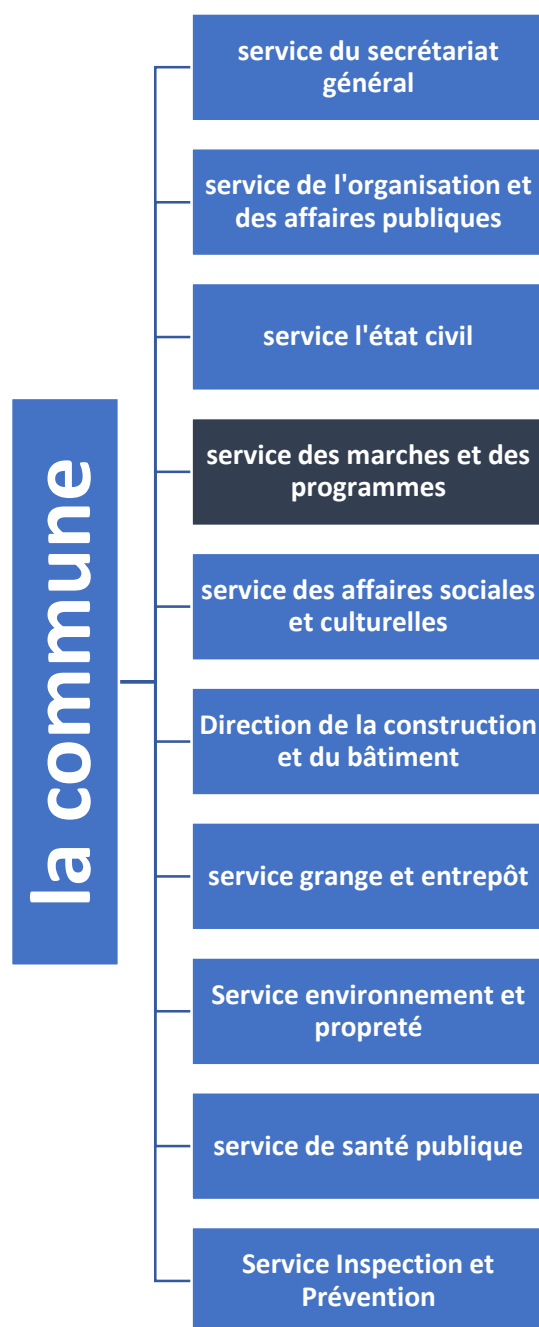 la commune
service du secrétariat
général
service de l'organisation et
des affaires publiques
service l'état civil
service des marches et des
programmes
service des affaires sociales
et culturelles
Direction de la construction
et du bâtiment
service grange et entrepôt
Service environnement et
propreté
service de santé publique
Service Inspection et
Prévention